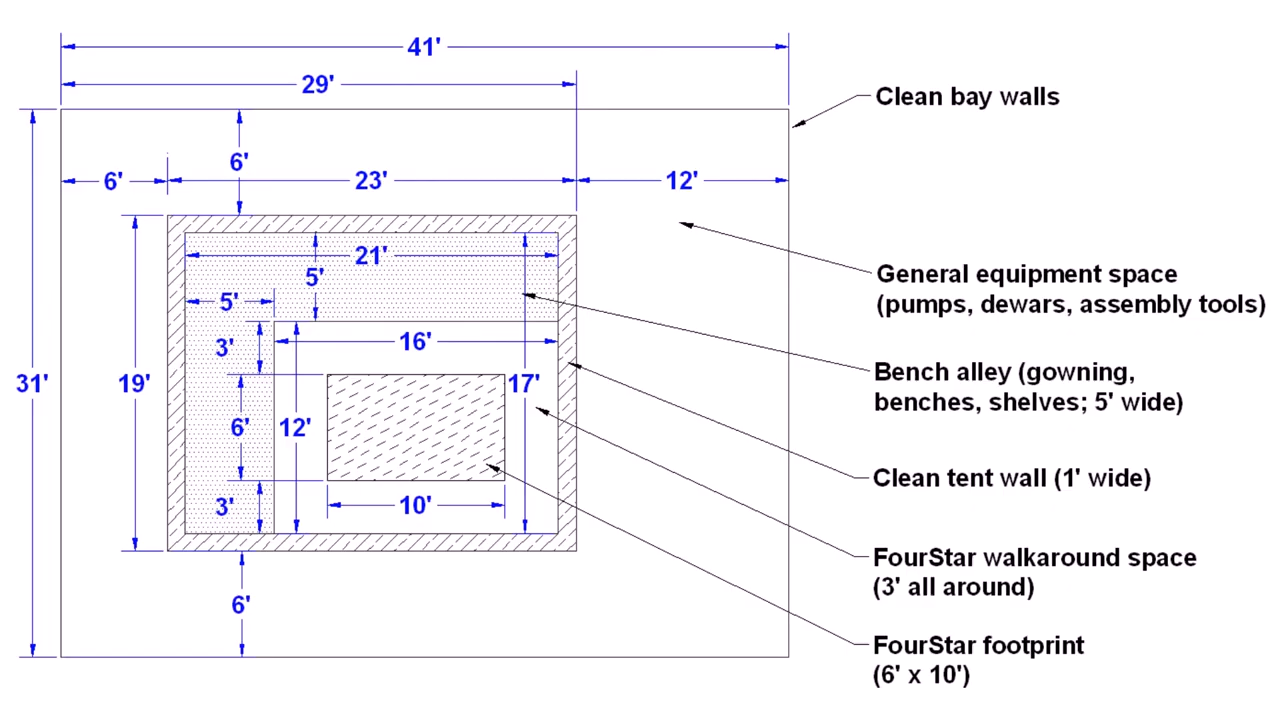 41'
29'
Clean bay walls
6'
6'
23'
12'
21'
5'
5'
General equipment space
(pumps, dewars, assembly tools)
3'
16'
31'
19'
17'
Bench alley (gowning,
benches, shelves; 5' wide)
6'
12'
Clean tent wall (1' wide)
3'
10'
FourStar walkaround space
(3' all around)
6'
FourStar footprint
(6' x 10')